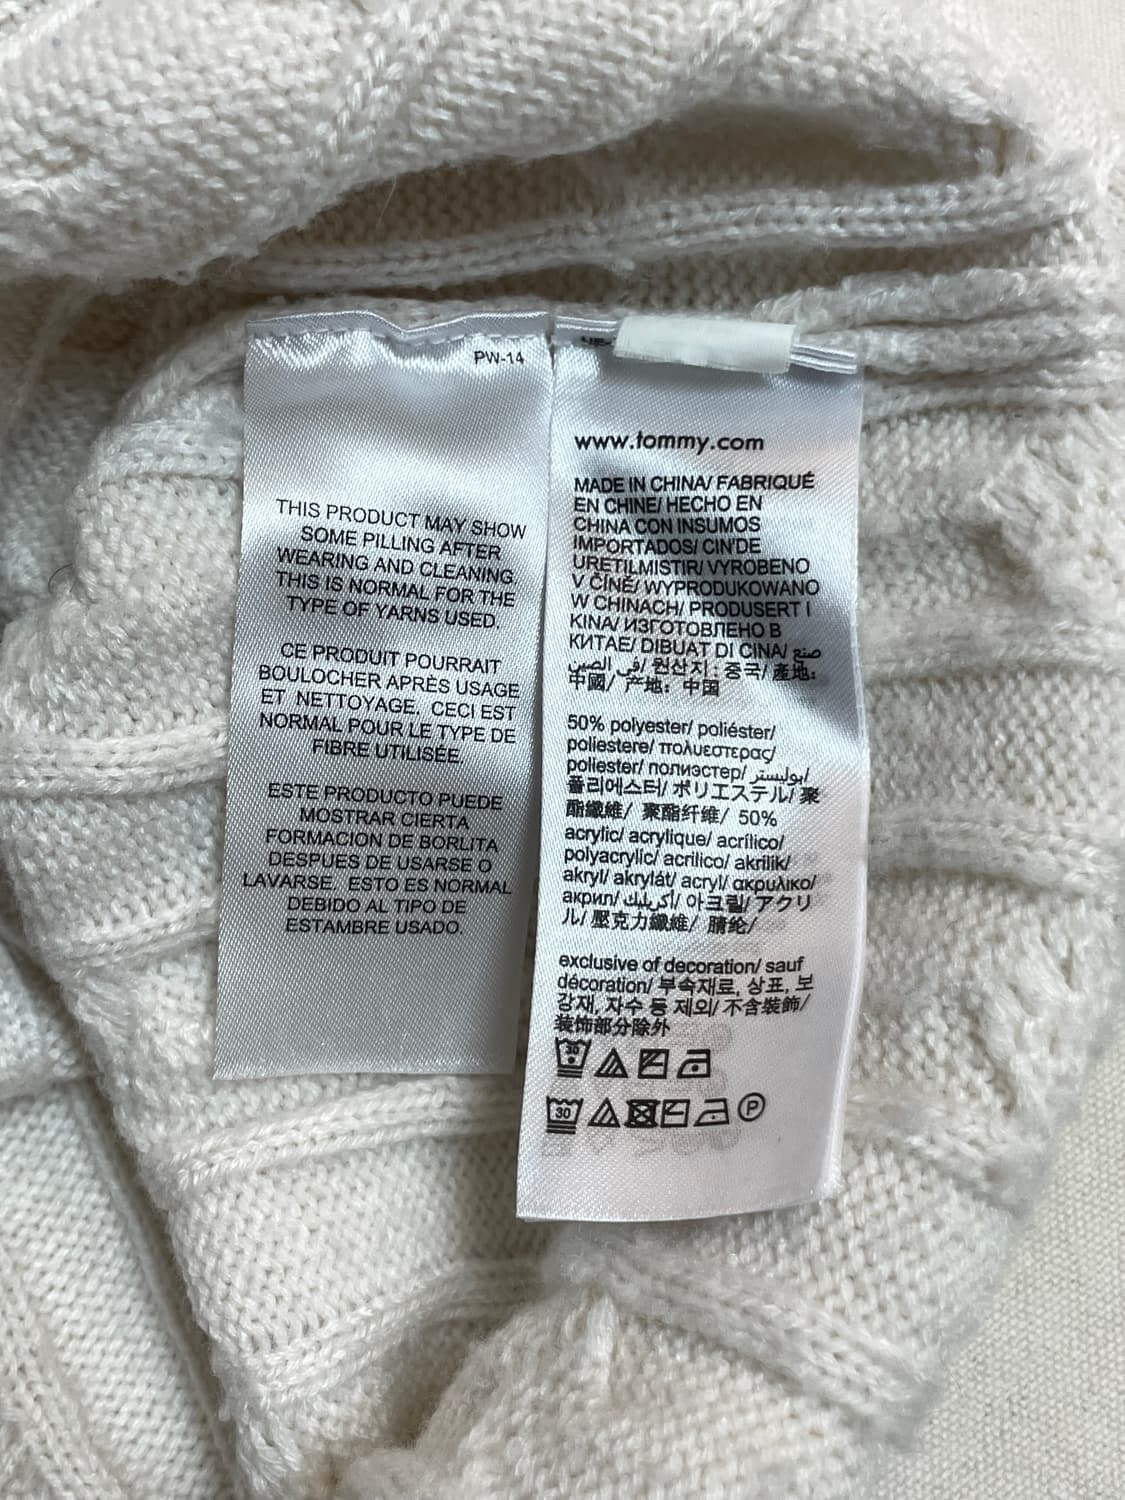 PW-14
THIS PRODUCT MAY SHOW
SOME PILLING AFTER
WEARING AND CLEANING.
THIS IS NORMAL FOR THE
TYPE OF YARNS USED.
CE PRODUIT POURRAIT
BOULOCHER APRÈS USAGE
ET NETTOYAGE. CECI EST
NORMAL POUR LE TYPE DE
FIBRE UTILISÉE.
ESTE PRODUCTO PUEDE
MOSTRAR CIERTA
FORMACION DE BORLITA
DESPUES DE USARSE O
LAVARSE. ESTO ES NORMAL
DEBIDO AL TIPO DE
ESTAMBRE USADO.
www.tommy.com
MADE IN CHINA/ FABRIQUÉ
EN CHINE/ HECHO EN
CHINA CON INSUMOS
IMPORTADOS/ CIN'DE
URETILMISTIR/ VYROBENO
V ČÍNĚ/ WYPRODUKOWANO
W CHINACH/ PRODUSERT I
KINA/ ИЗГОТОВЛЕНО В
КИТАЕ/ DIBUAT DI CINA/ صنع
في الصين/ 원산지: 중국/ 產地:
中國/ 产地: 中国
50% polyester/ poliéster/
poliestere/ πολυεστερας/
poliester/ полиэстер/ بوليستر/
폴리에스터/ ポリエステル/ 聚
酯纖維/ 聚酯纤维/ 50%
acrylic/ acrylique/ acrílico/
polyacrylic/ acrilico/ akrilik/
akryl/ akrylát/ acryl/ ακρυλικο/
акрил/ أكريليك/ 아크릴/ アクリ
ル/ 壓克力纖維/ 腈纶/
exclusive of decoration/ sauf
décoration/ 부속재료, 상표, 보
강재, 자수 등 제외/ 不含裝飾/
装饰部分除外
30
30 P